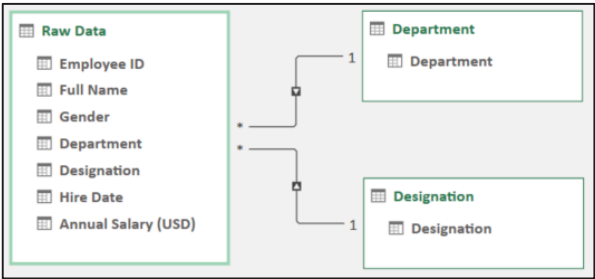 Raw Data
Employee ID
Full Name
Gender
Department
Designation
Hire Date
Annual Salary (USD)
*
*
1
1
Department
Department
Designation
Designation